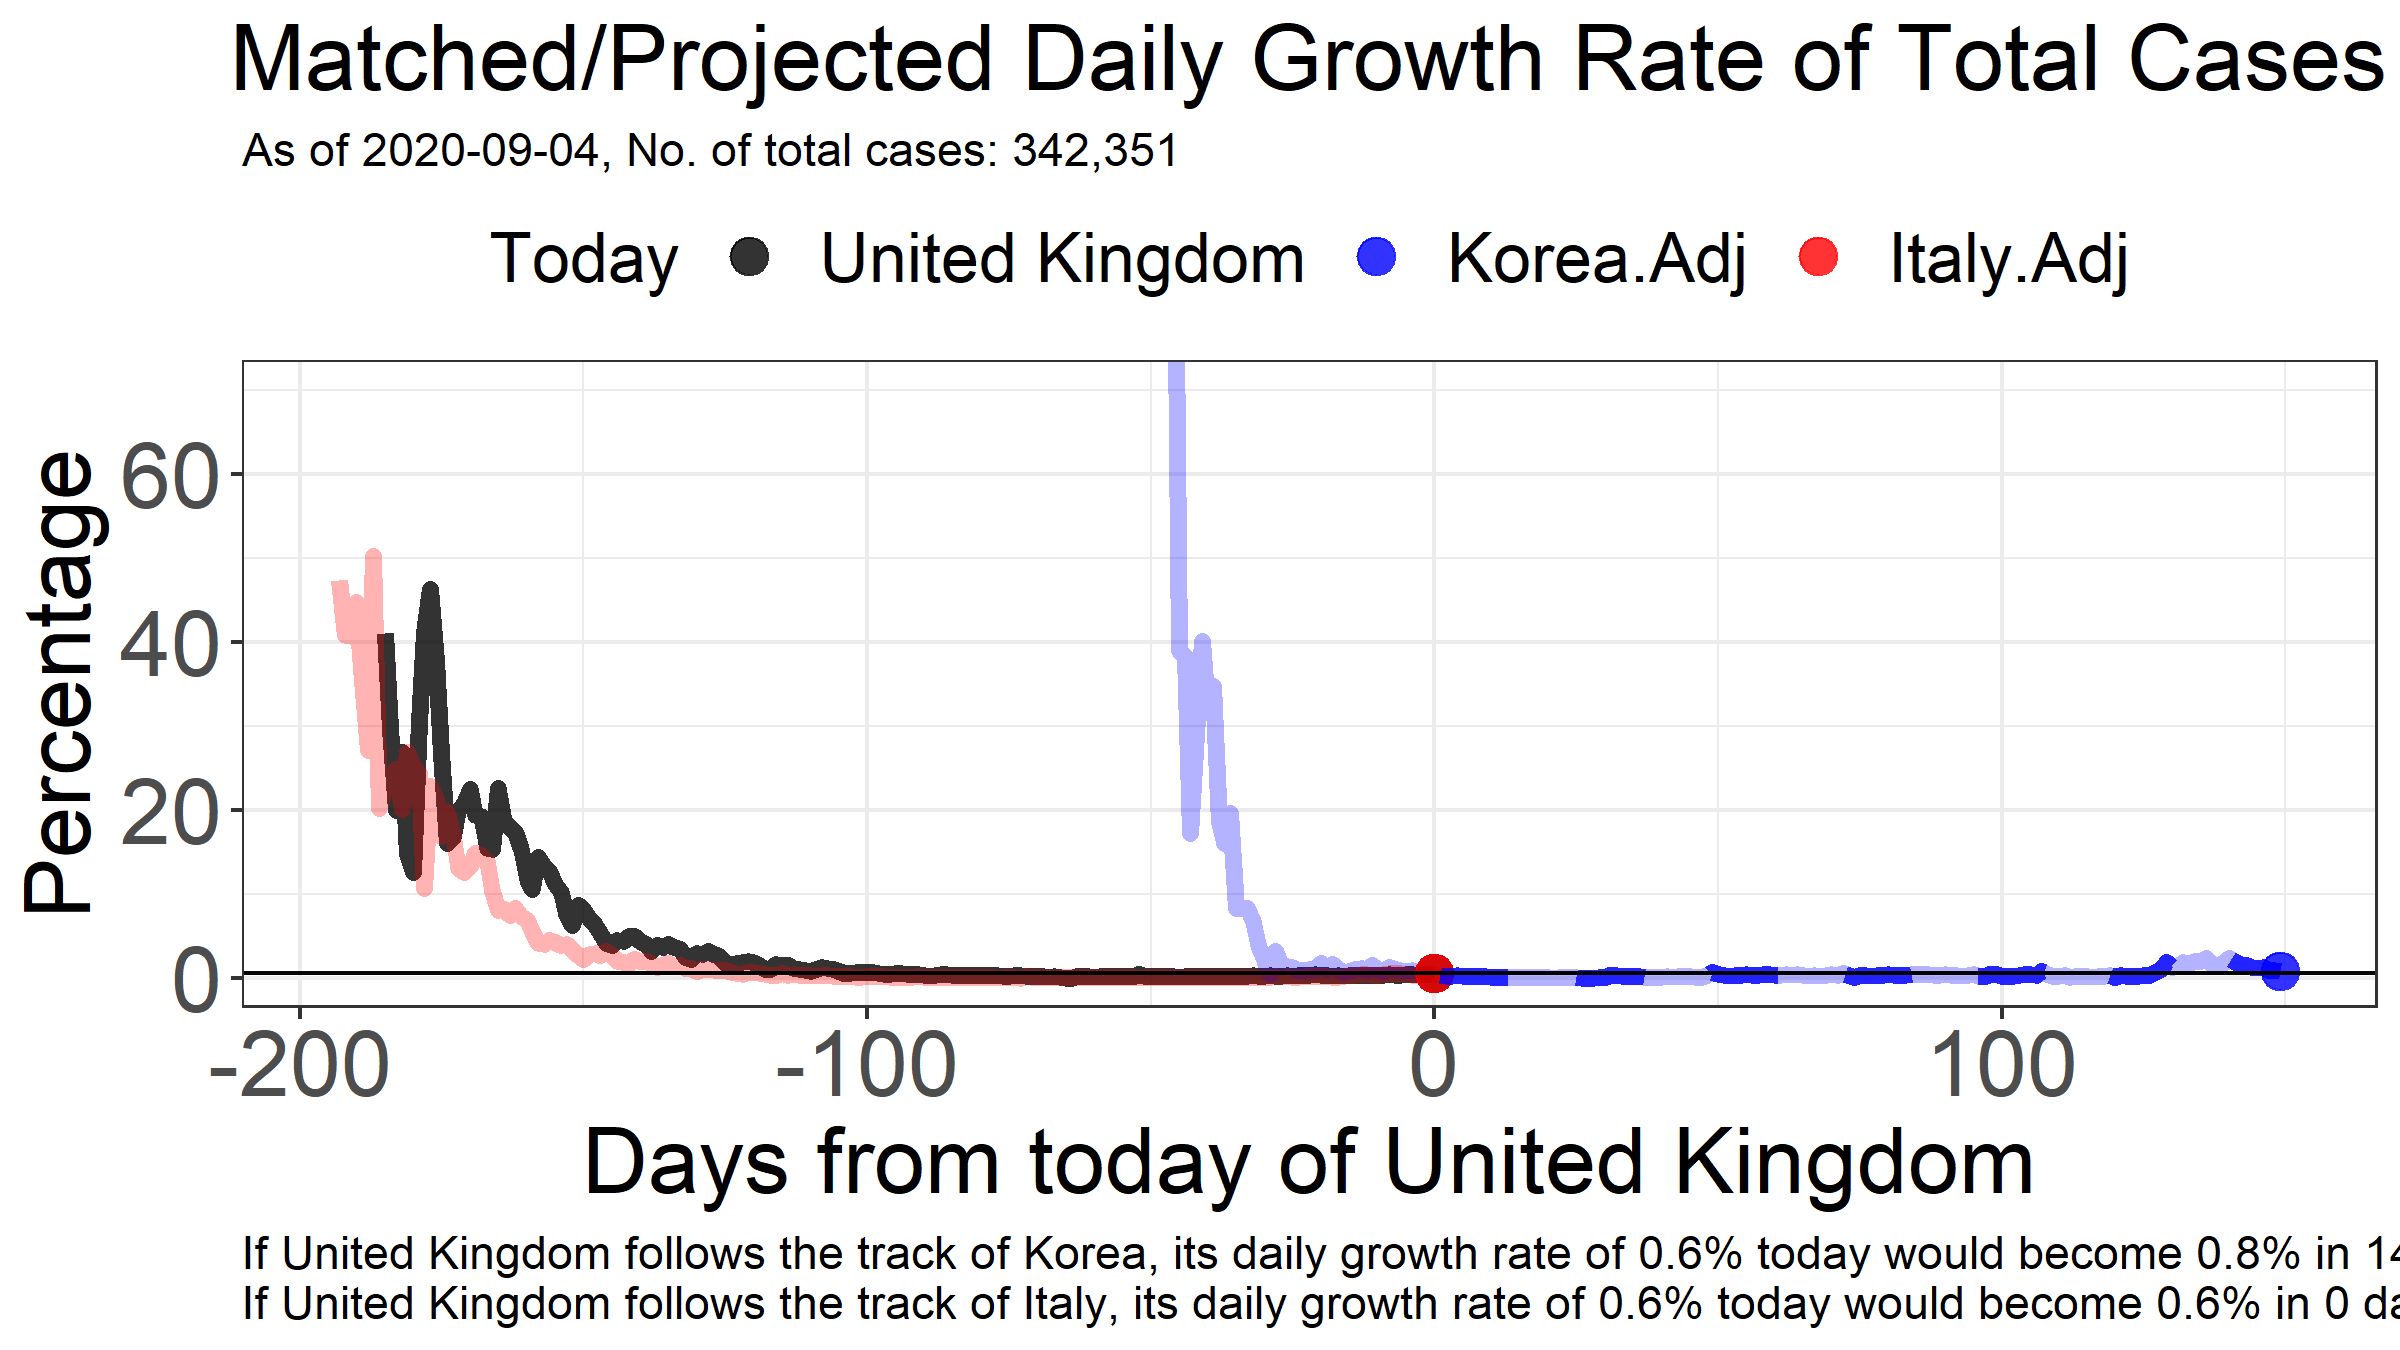 Matched/Projected Daily Growth Rate of Total Cases
As of 2020-09-04, No. of total cases: 342,351
Today United Kingdom Korea.Adj Italy.Adj
Percentage
60
40
20
0
-200 -100 0 100
Days from today of United Kingdom
If United Kingdom follows the track of Korea, its daily growth rate of 0.6% today would become 0.8% in
If United Kingdom follows the track of Italy, its daily growth rate of 0.6% today would become 0.6% in 0